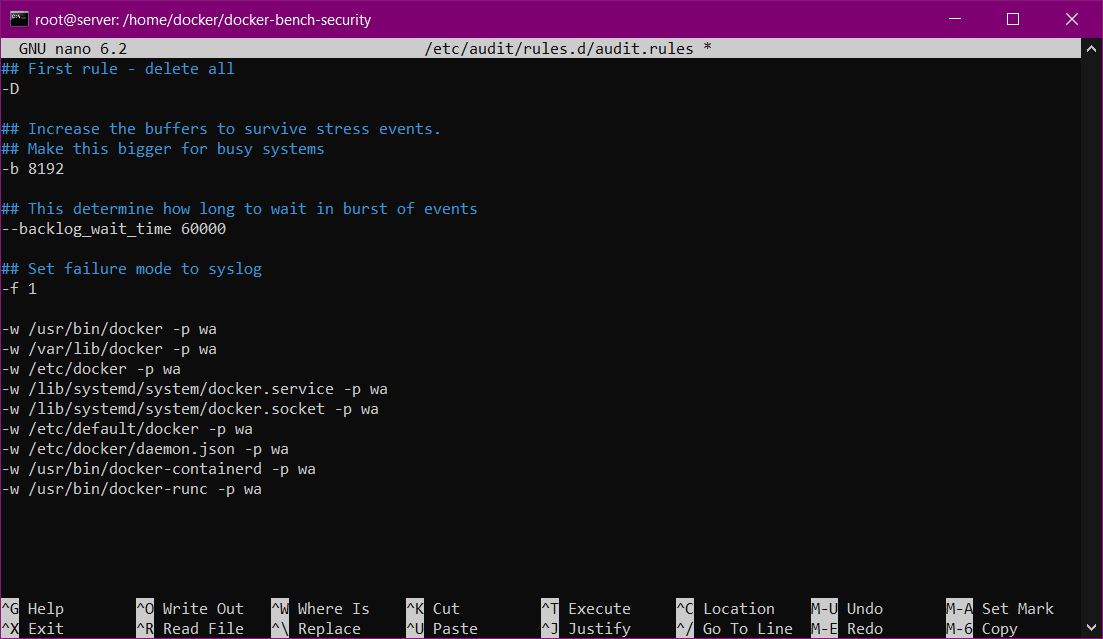 root@server: /home/docker/docker-bench-security
GNU nano 6.2 /etc/audit/rules.d/audit.rules *
## First rule - delete all
-D
## Increase the buffers to survive stress events.
## Make this bigger for busy systems
-b 8192
## This determine how long to wait in burst of events
--backlog_wait_time 60000
## Set failure mode to syslog
-f 1
-w /usr/bin/docker -p wa
-w /var/lib/docker -p wa
-w /etc/docker -p wa
-w /lib/systemd/system/docker.service -p wa
-w /lib/systemd/system/docker.socket -p wa
-w /etc/default/docker -p wa
-w /etc/docker/daemon.json -p wa
-w /usr/bin/docker-containerd -p wa
-w /usr/bin/docker-runc -p wa
^G Help ^O Write Out ^W Where Is ^K Cut ^T Execute ^C Location M-U Undo M-A Set Mark
^X Exit ^R Read File ^\ Replace ^U Paste ^J Justify ^/ Go To Line M-E Redo M-6 Copy